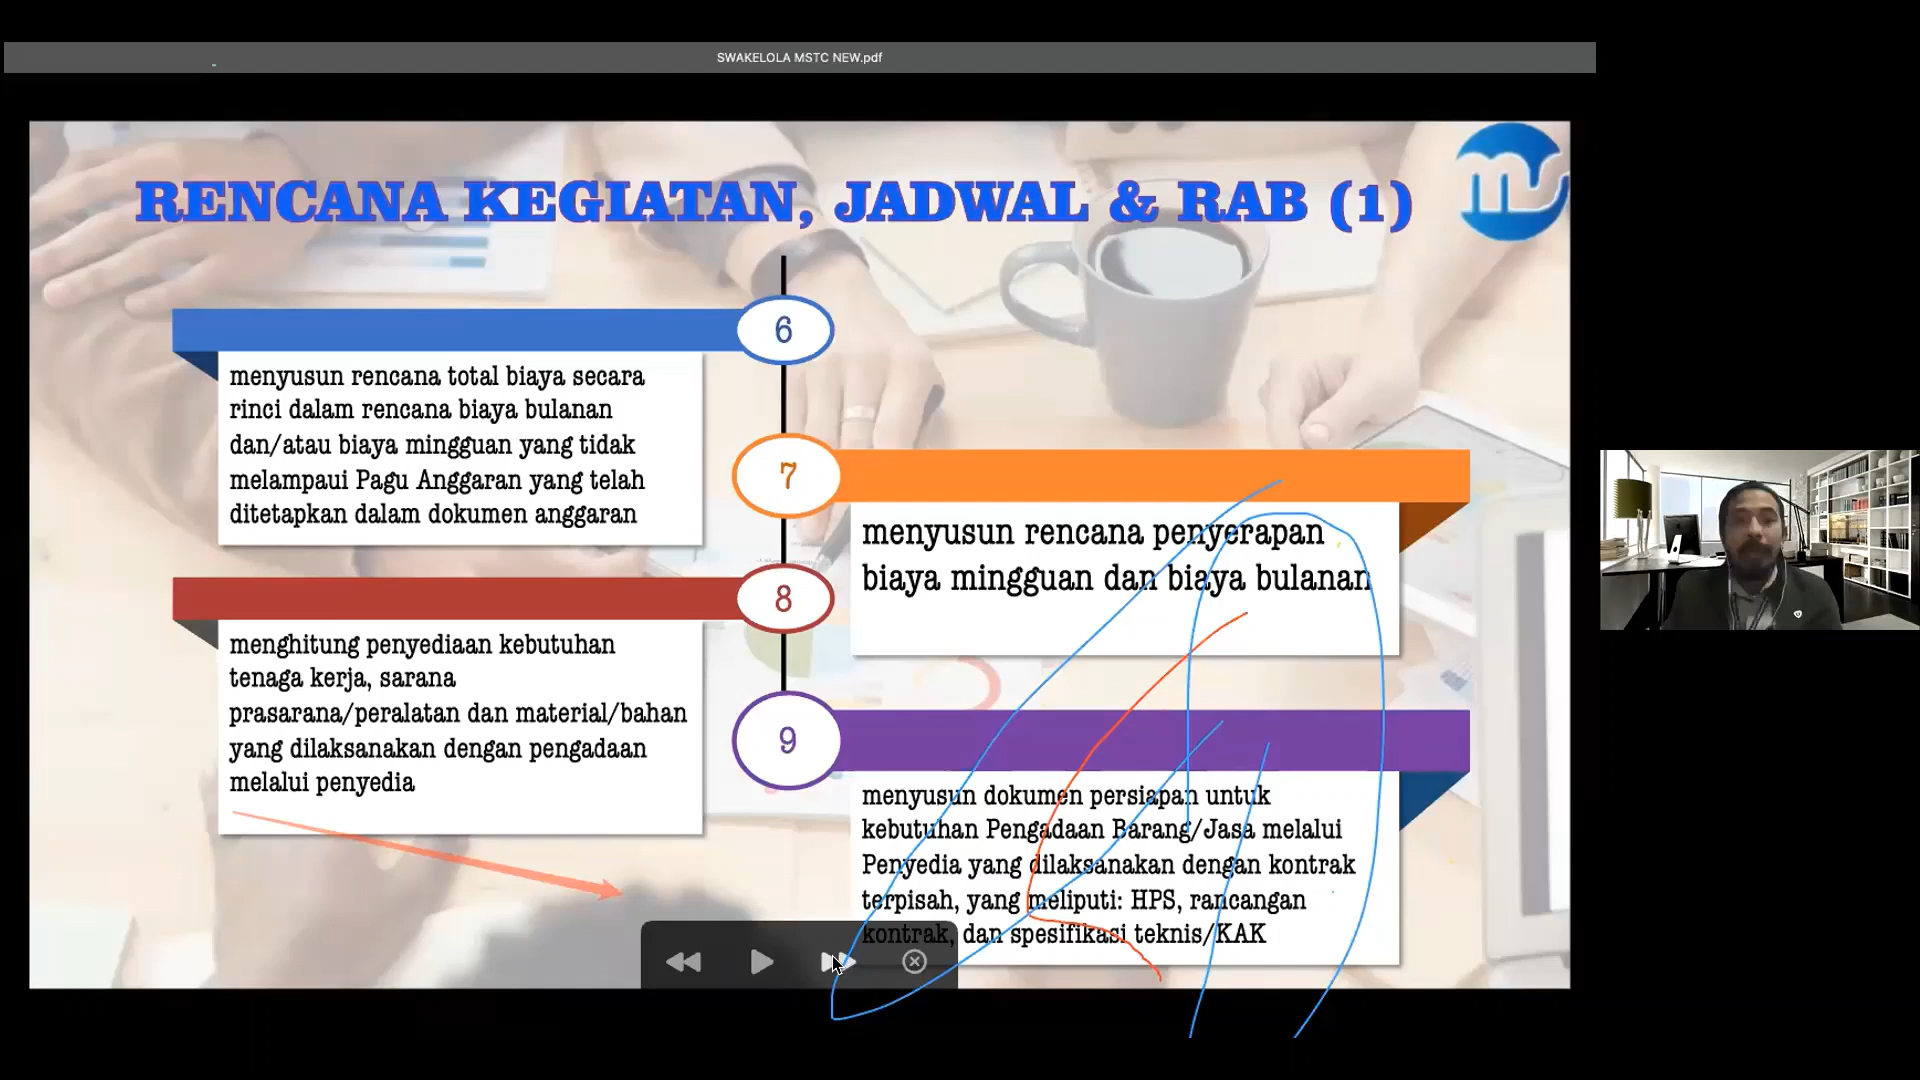 SWAKELOLA MSTC NEW.pdf
RENCANA KEGIATAN, JADWAL & RAB (1)
6
menyusun rencana total biaya secara
rinci dalam rencana biaya bulanan
dan/atau biaya mingguan yang tidak
melampaui Pagu Anggaran yang telah
ditetapkan dalam dokumen anggaran
7
menyusun rencana penyerapan
biaya mingguan dan biaya bulanan
8
menghitung penyediaan kebutuhan
tenaga kerja, sarana
prasarana/peralatan dan material/bahan
yang dilaksanakan dengan pengadaan
melalui penyedia
9
menyusun dokumen persiapan untuk
kebutuhan Pengadaan Barang/Jasa melalui
Penyedia yang dilaksanakan dengan kontrak
terpisah, yang meliputi: HPS, rancangan
kontrak, dan spesifikasi teknis/KAK